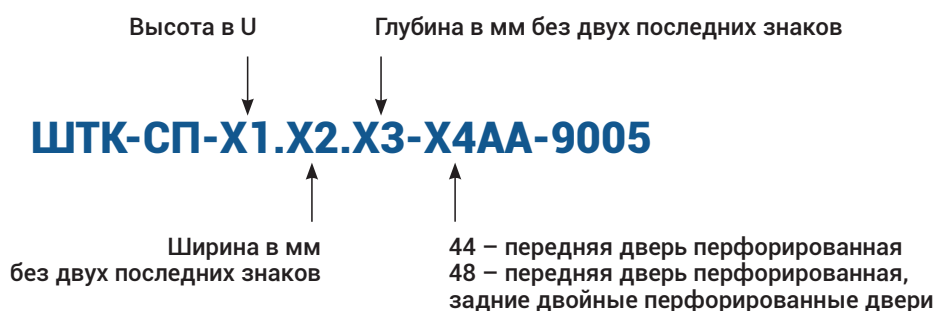 Высота в U
Глубина в мм без двух последних знаков
ШТК-СП-Х1.Х2.Х3-Х4АА-9005
Ширина в мм
без двух последних знаков
44 – передняя дверь перфорированная
48 – передняя дверь перфорированная,
задние двойные перфорированные двери